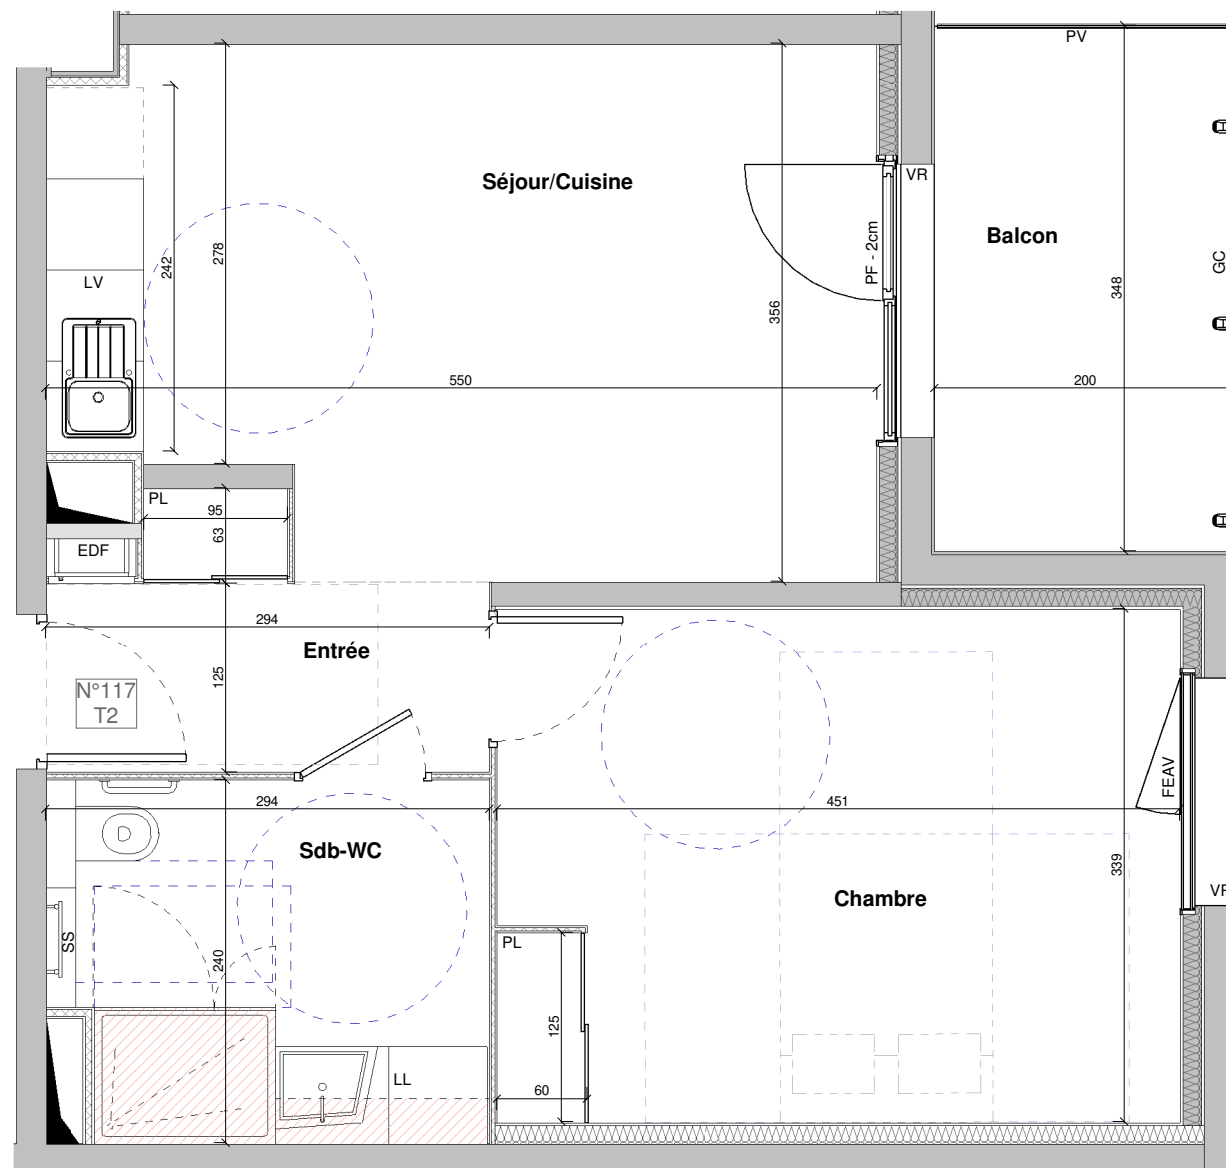 PV
Séjour/Cuisine
VR
Balcon
PF - 2cm
GC
LV
242
278
356
348
550
200
PL
95
63
EDF
294
Entrée
125
N°117
T2
FEAV
294
451
Sdb-WC
339
Chambre
VR
SS
240
PL
125
60
LL